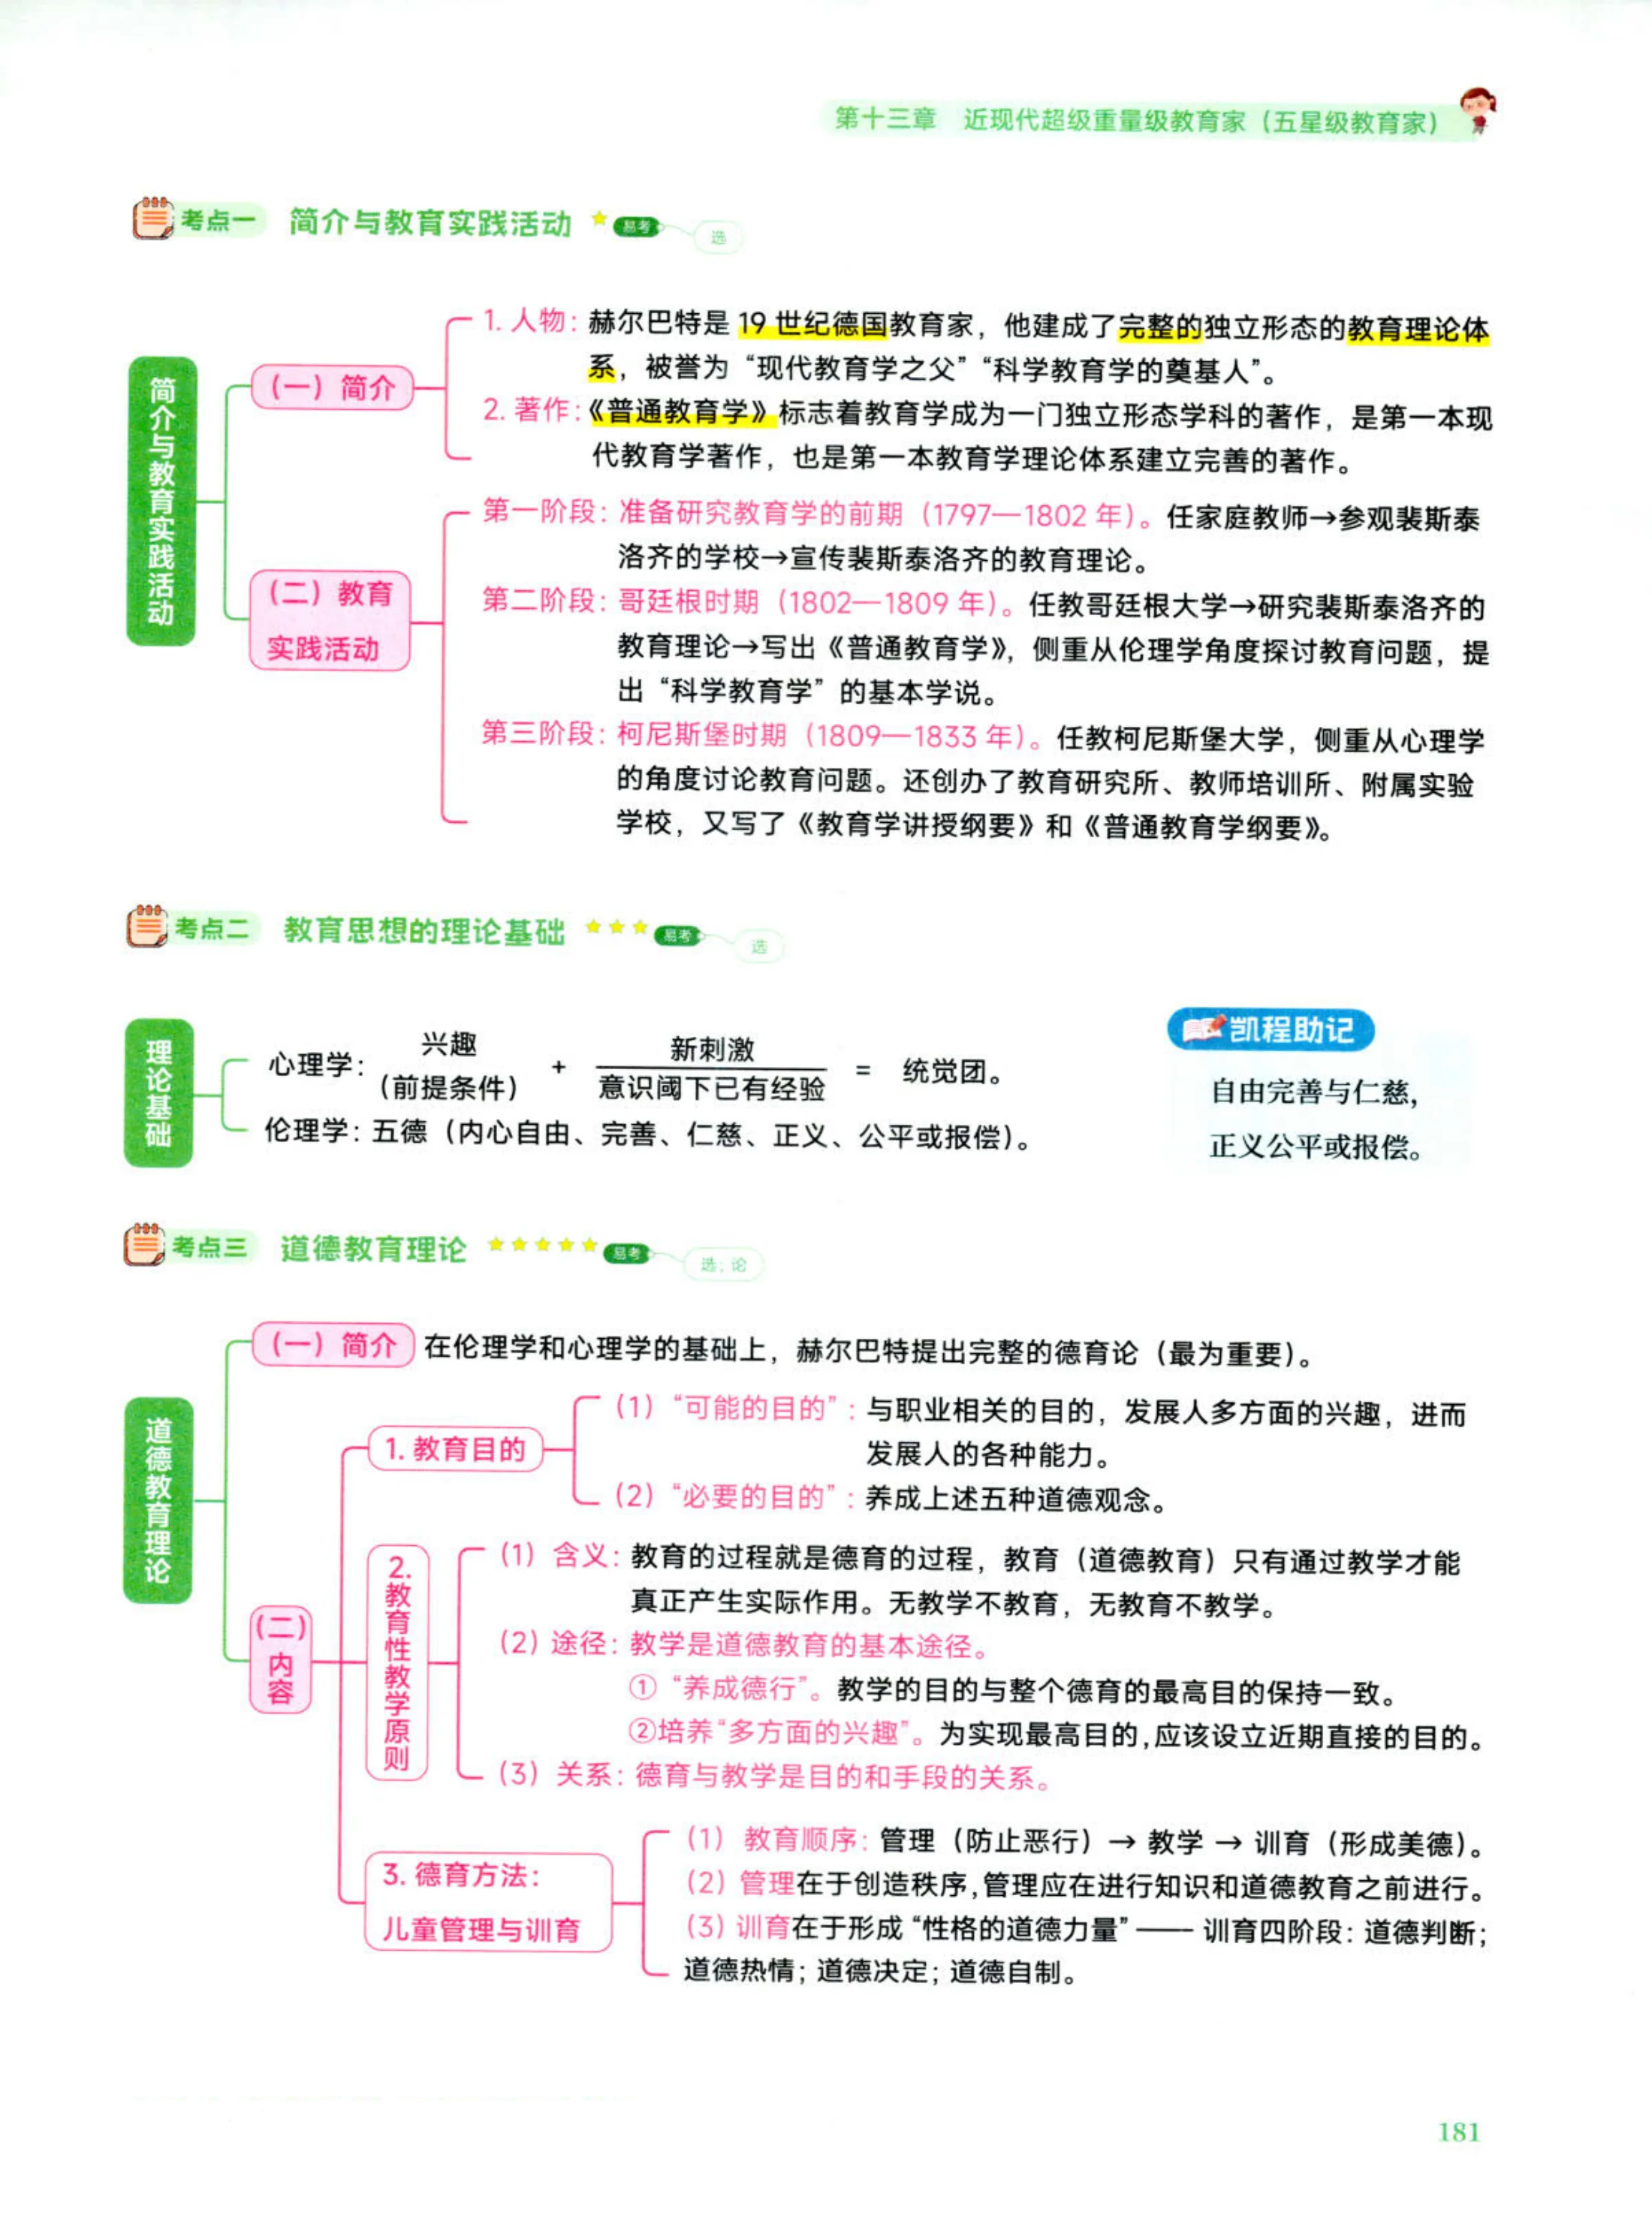 第十三章 近现代超级重量级教育家（五星级教育家）
考点一 简介与教育实践活动 易考 选
简介与教育实践活动
（一）简介
1. 人物：赫尔巴特是 19 世纪德国教育家，他建成了完整的独立形态的教育理论体
系，被誉为“现代教育学之父”“科学教育学的奠基人”。
2. 著作：《普通教育学》标志着教育学成为一门独立形态学科的著作，是第一本现
代教育学著作，也是第一本教育学理论体系建立完善的著作。
（二）教育
实践活动
第一阶段：准备研究教育学的前期（1797—1802 年）。任家庭教师→参观裴斯泰
洛齐的学校→宣传裴斯泰洛齐的教育理论。
第二阶段：哥廷根时期（1802—1809 年）。任教哥廷根大学→研究裴斯泰洛齐的
教育理论→写出《普通教育学》，侧重从伦理学角度探讨教育问题，提
出“科学教育学”的基本学说。
第三阶段：柯尼斯堡时期（1809—1833 年）。任教柯尼斯堡大学，侧重从心理学
的角度讨论教育问题。还创办了教育研究所、教师培训所、附属实验
学校，又写了《教育学讲授纲要》和《普通教育学纲要》。
考点二 教育思想的理论基础 易考 选
理论基础
心理学：兴趣（前提条件） + 新刺激 / 意识阈下已有经验 = 统觉团。
伦理学：五德（内心自由、完善、仁慈、正义、公平或报偿）。
凯程助记
自由完善与仁慈，
正义公平或报偿。
考点三 道德教育理论 易考 选；论
道德教育理论
（一）简介 在伦理学和心理学的基础上，赫尔巴特提出完整的德育论（最为重要）。
（二）内容
1. 教育目的
（1）“可能的目的”：与职业相关的目的，发展人多方面的兴趣，进而
发展人的各种能力。
（2）“必要的目的”：养成上述五种道德观念。
2. 教育性教学原则
（1）含义：教育的过程就是德育的过程，教育（道德教育）只有通过教学才能
真正产生实际作用。无教学不教育，无教育不教学。
（2）途径：教学是道德教育的基本途径。
①“养成德行”。教学的目的与整个德育的最高目的保持一致。
②培养“多方面的兴趣”。为实现最高目的，应该设立近期直接的目的。
（3）关系：德育与教学是目的和手段的关系。
3. 德育方法：
儿童管理与训育
（1）教育顺序：管理（防止恶行）→ 教学 → 训育（形成美德）。
（2）管理在于创造秩序，管理应在进行知识和道德教育之前进行。
（3）训育在于形成“性格的道德力量”—— 训育四阶段：道德判断；
道德热情；道德决定；道德自制。
181